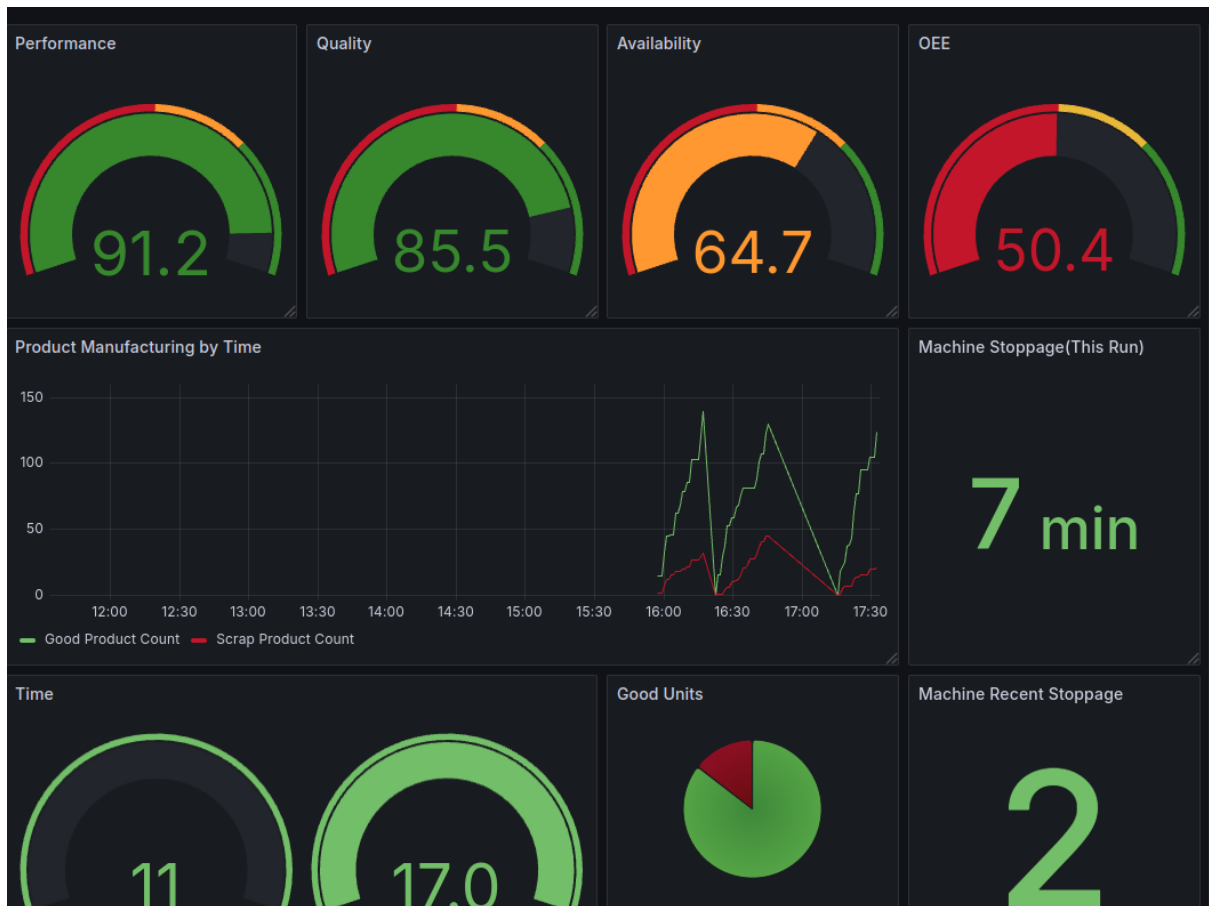 Performance
Quality
Availability
OEE
91.2
85.5
64.7
50.4
Product Manufacturing by Time
Machine Stoppage(This Run)
150
100
50
0
12:00 12:30 13:00 13:30 14:00 14:30 15:00 15:30 16:00 16:30 17:00 17:30
Good Product Count Scrap Product Count
7 min
Time
Good Units
Machine Recent Stoppage
11
17.0
2